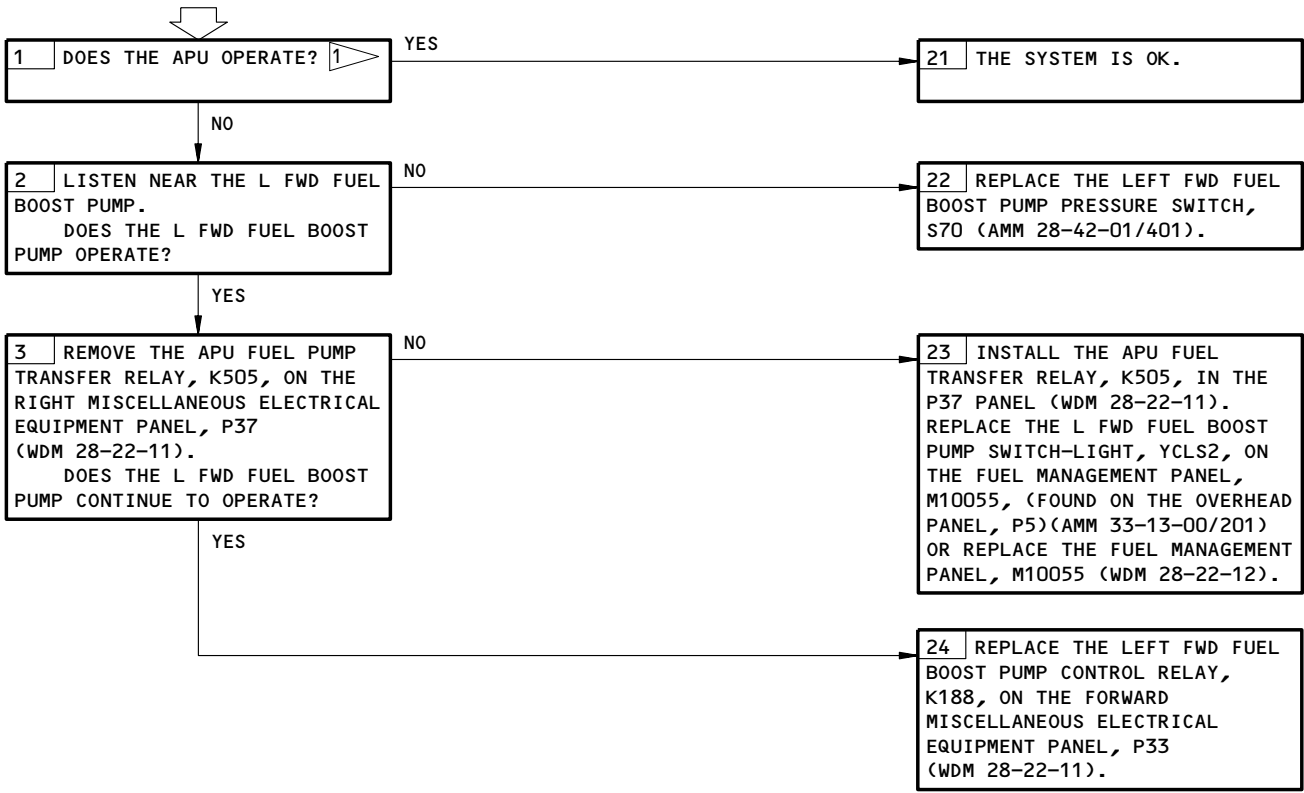 1 DOES THE APU OPERATE? 1
YES
21 THE SYSTEM IS OK.
NO
2 LISTEN NEAR THE L FWD FUEL
BOOST PUMP.
DOES THE L FWD FUEL BOOST
PUMP OPERATE?
NO
22 REPLACE THE LEFT FWD FUEL
BOOST PUMP PRESSURE SWITCH,
S70 (AMM 28-42-01/401).
YES
3 REMOVE THE APU FUEL PUMP
TRANSFER RELAY, K505, ON THE
RIGHT MISCELLANEOUS ELECTRICAL
EQUIPMENT PANEL, P37
(WDM 28-22-11).
DOES THE L FWD FUEL BOOST
PUMP CONTINUE TO OPERATE?
NO
23 INSTALL THE APU FUEL
TRANSFER RELAY, K505, IN THE
P37 PANEL (WDM 28-22-11).
REPLACE THE L FWD FUEL BOOST
PUMP SWITCH-LIGHT, YCLS2, ON
THE FUEL MANAGEMENT PANEL,
M10055, (FOUND ON THE OVERHEAD
PANEL, P5)(AMM 33-13-00/201)
OR REPLACE THE FUEL MANAGEMENT
PANEL, M10055 (WDM 28-22-12).
YES
24 REPLACE THE LEFT FWD FUEL
BOOST PUMP CONTROL RELAY,
K188, ON THE FORWARD
MISCELLANEOUS ELECTRICAL
EQUIPMENT PANEL, P33
(WDM 28-22-11).